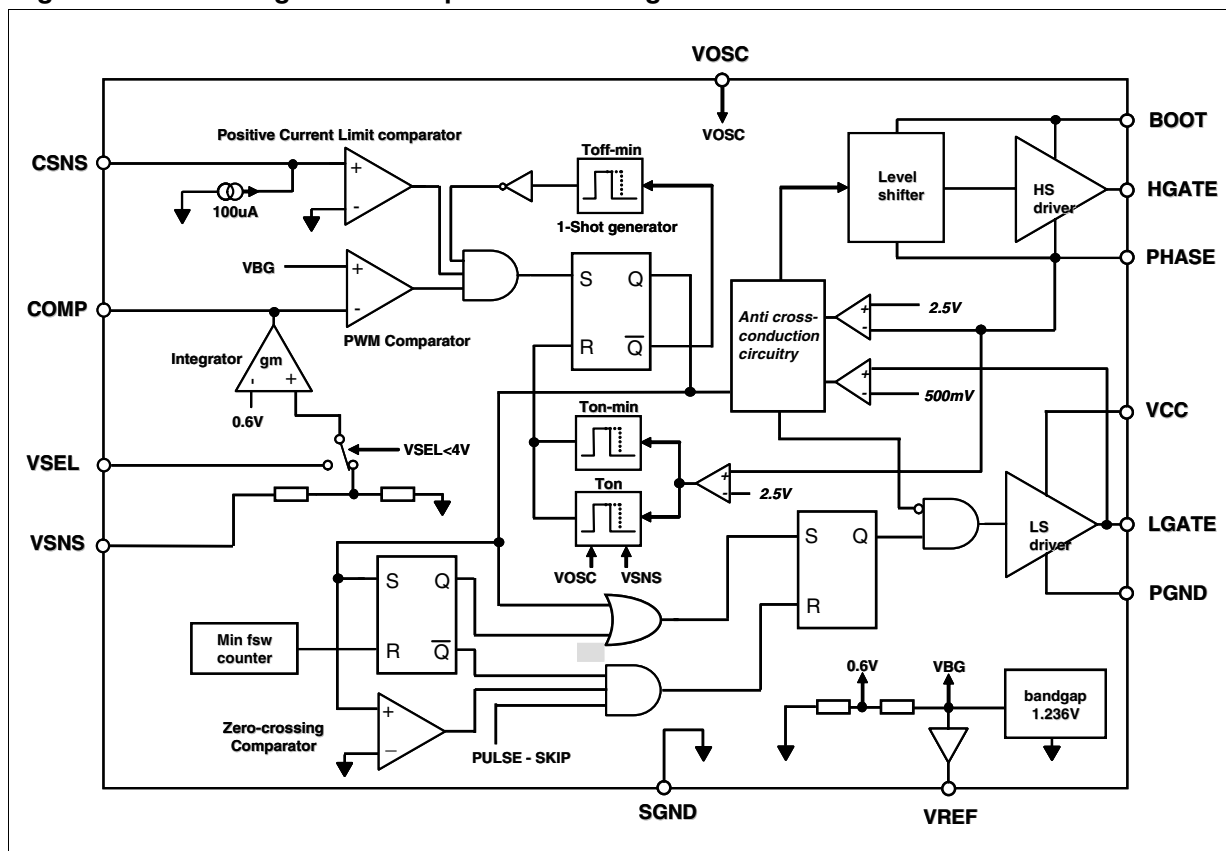 VOSC
VOSC
BOOT
HGATE
PHASE
VCC
LGATE
PGND
CSNS
COMP
VSEL
VSNS
SGND
VREF
Positive Current Limit comparator
+
-
100uA
Toff-min
1-Shot generator
Level
shifter
HS
driver
VBG
+
-
PWM Comparator
S Q
R Q
Integrator
gm
- +
0.6V
VSEL<4V
Anti cross-
conduction
circuitry
+
-
2.5V
+
-
500mV
Ton-min
Ton
VOSC VSNS
+
-
2.5V
LS
driver
S Q
R
S Q
R Q
Min fsw
counter
+
–
Zero-crossing
Comparator
PULSE - SKIP
0.6V
VBG
bandgap
1.236V